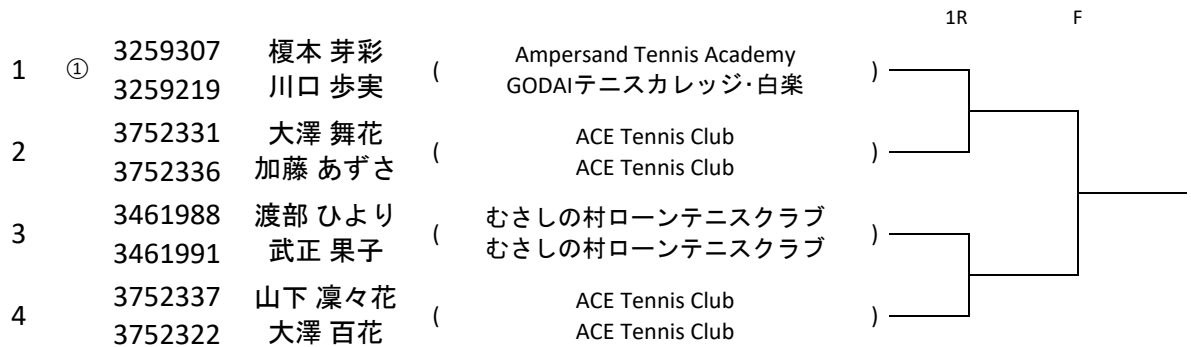 1R F
1 ① 3259307 榎本 芽彩 ( Ampersand Tennis Academy )
3259219 川口 歩実 GODAIテニスカレッジ・白楽
2 3752331 大澤 舞花 ( ACE Tennis Club )
3752336 加藤 あずさ ACE Tennis Club
3 3461988 渡部 ひより ( むさしの村ローンテニスクラブ )
3461991 武正 果子 むさしの村ローンテニスクラブ
4 3752337 山下 凜々花 ( ACE Tennis Club )
3752322 大澤 百花 ACE Tennis Club